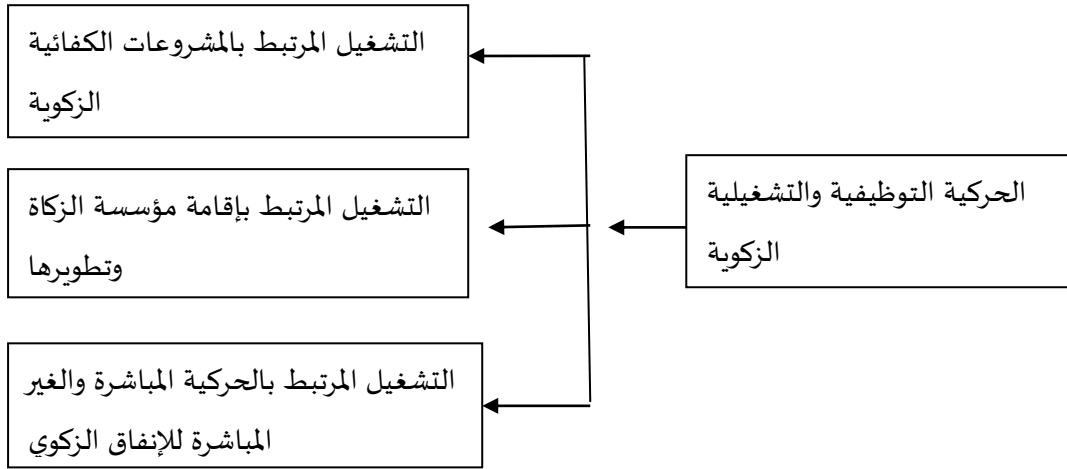 الحركية التوظيفية والتشغيلية
الزكوية
التشغيل المرتبط بالمشروعات الكفائية
الزكوية
التشغيل المرتبط بإقامة مؤسسة الزكاة
وتطويرها
التشغيل المرتبط بالحركية المباشرة والغير
المباشرة للإنفاق الزكوي